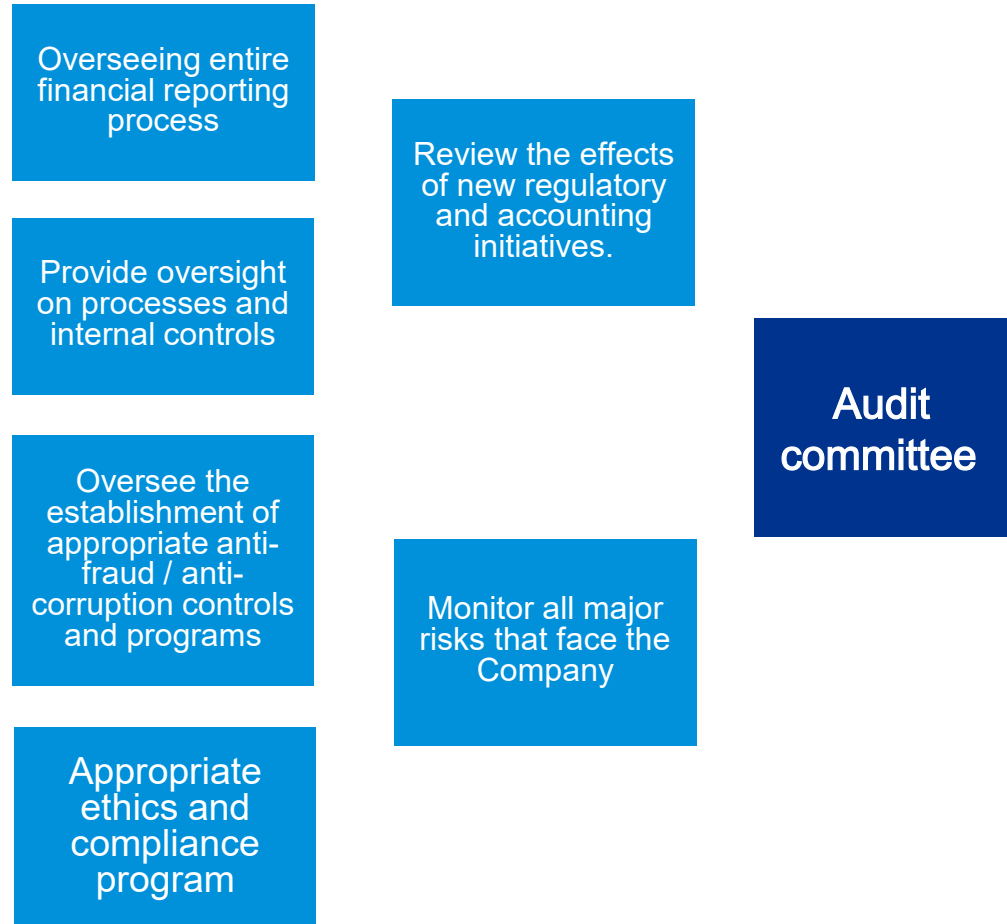 Overseeing entire
financial reporting
process
Provide oversight
on processes and
internal controls
Oversee the
establishment of
appropriate anti-
fraud / anti-
corruption controls
and programs
Appropriate
ethics and
compliance
program
Review the effects
of new regulatory
and accounting
initiatives.
Monitor all major
risks that face the
Company
Audit
committee